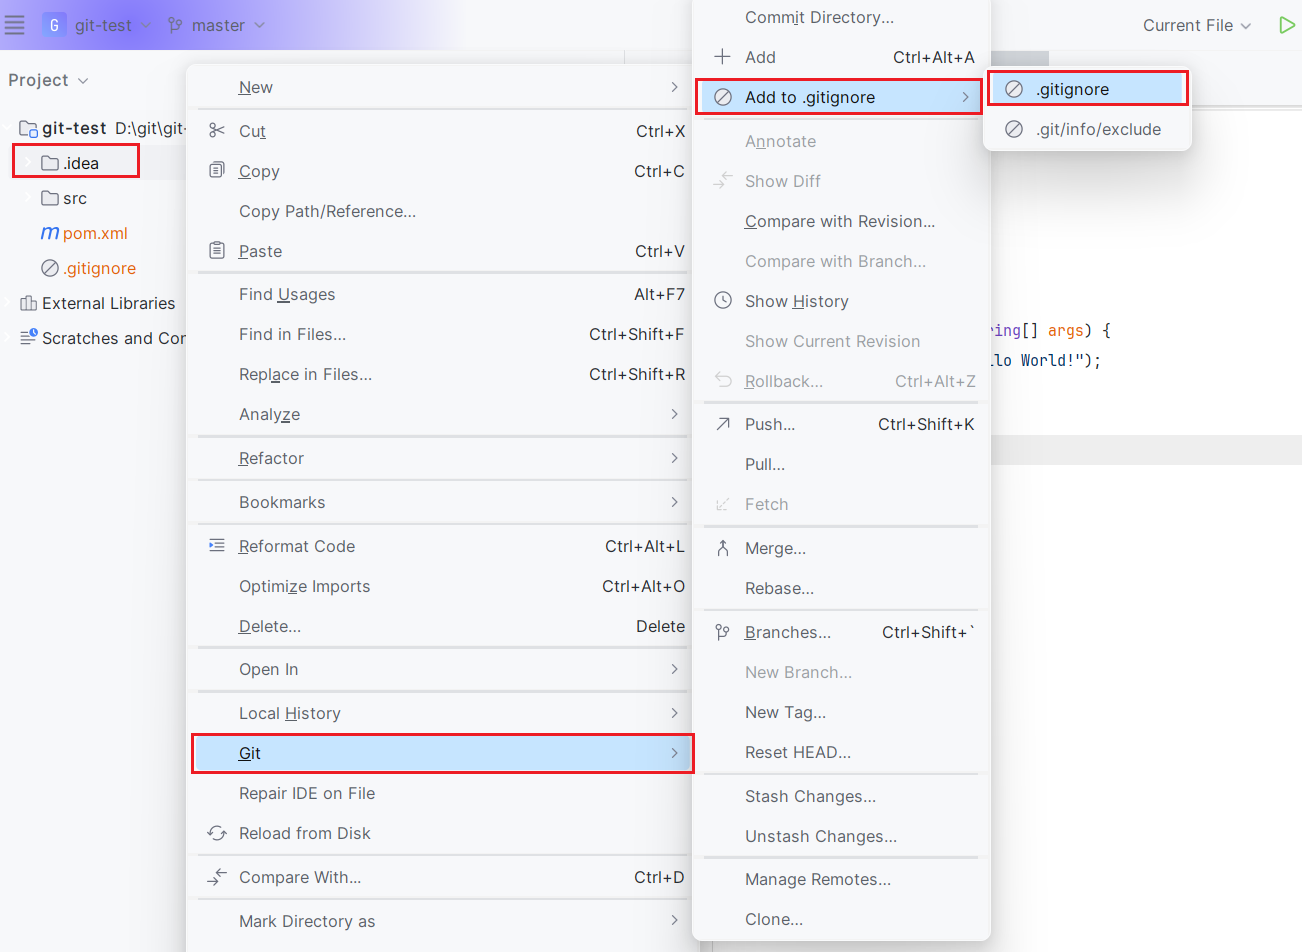 G git-test master Current File
Project
git-test D:\git\git-
.idea
src
m pom.xml
.gitignore
External Libraries
Scratches and Cor
New
Cut Ctrl+X
Copy Ctrl+C
Copy Path/Reference...
Paste Ctrl+V
Find Usages Alt+F7
Find in Files... Ctrl+Shift+F
Replace in Files... Ctrl+Shift+R
Analyze
Refactor
Bookmarks
Reformat Code Ctrl+Alt+L
Optimize Imports Ctrl+Alt+O
Delete... Delete
Open In
Local History
Git
Repair IDE on File
Reload from Disk
Compare With... Ctrl+D
Mark Directory as
Commit Directory...
Add Ctrl+Alt+A
Add to .gitignore
Annotate
Show Diff
Compare with Revision...
Compare with Branch...
Show History
Show Current Revision
Rollback... Ctrl+Alt+Z
Push... Ctrl+Shift+K
Pull...
Fetch
Merge...
Rebase...
Branches... Ctrl+Shift+`
New Branch...
New Tag...
Reset HEAD...
Stash Changes...
Unstash Changes...
Manage Remotes...
Clone...
.gitignore
.git/info/exclude
ring[] args) {
lo World!");